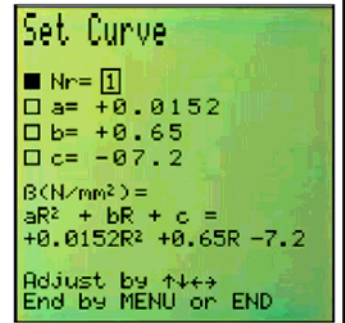 Set Curve
■ Nr= 1
□ a= +0.0152
□ b= +0.65
□ c= -07.2
β(N/mm²)=
aR² + bR + c =
+0.0152R² +0.65R -7.2
Adjust by ↑↓←→
End by MENU or END